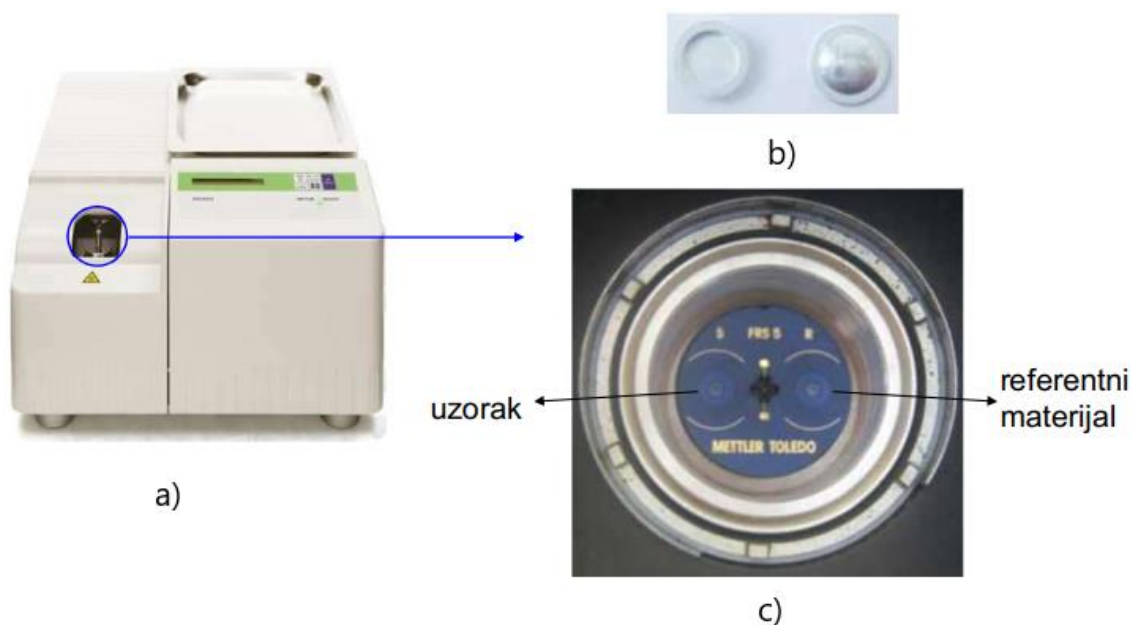 b)
S FRS 5 R
uzorak
referentni
materijal
METTLER TOLEDO
a)
c)